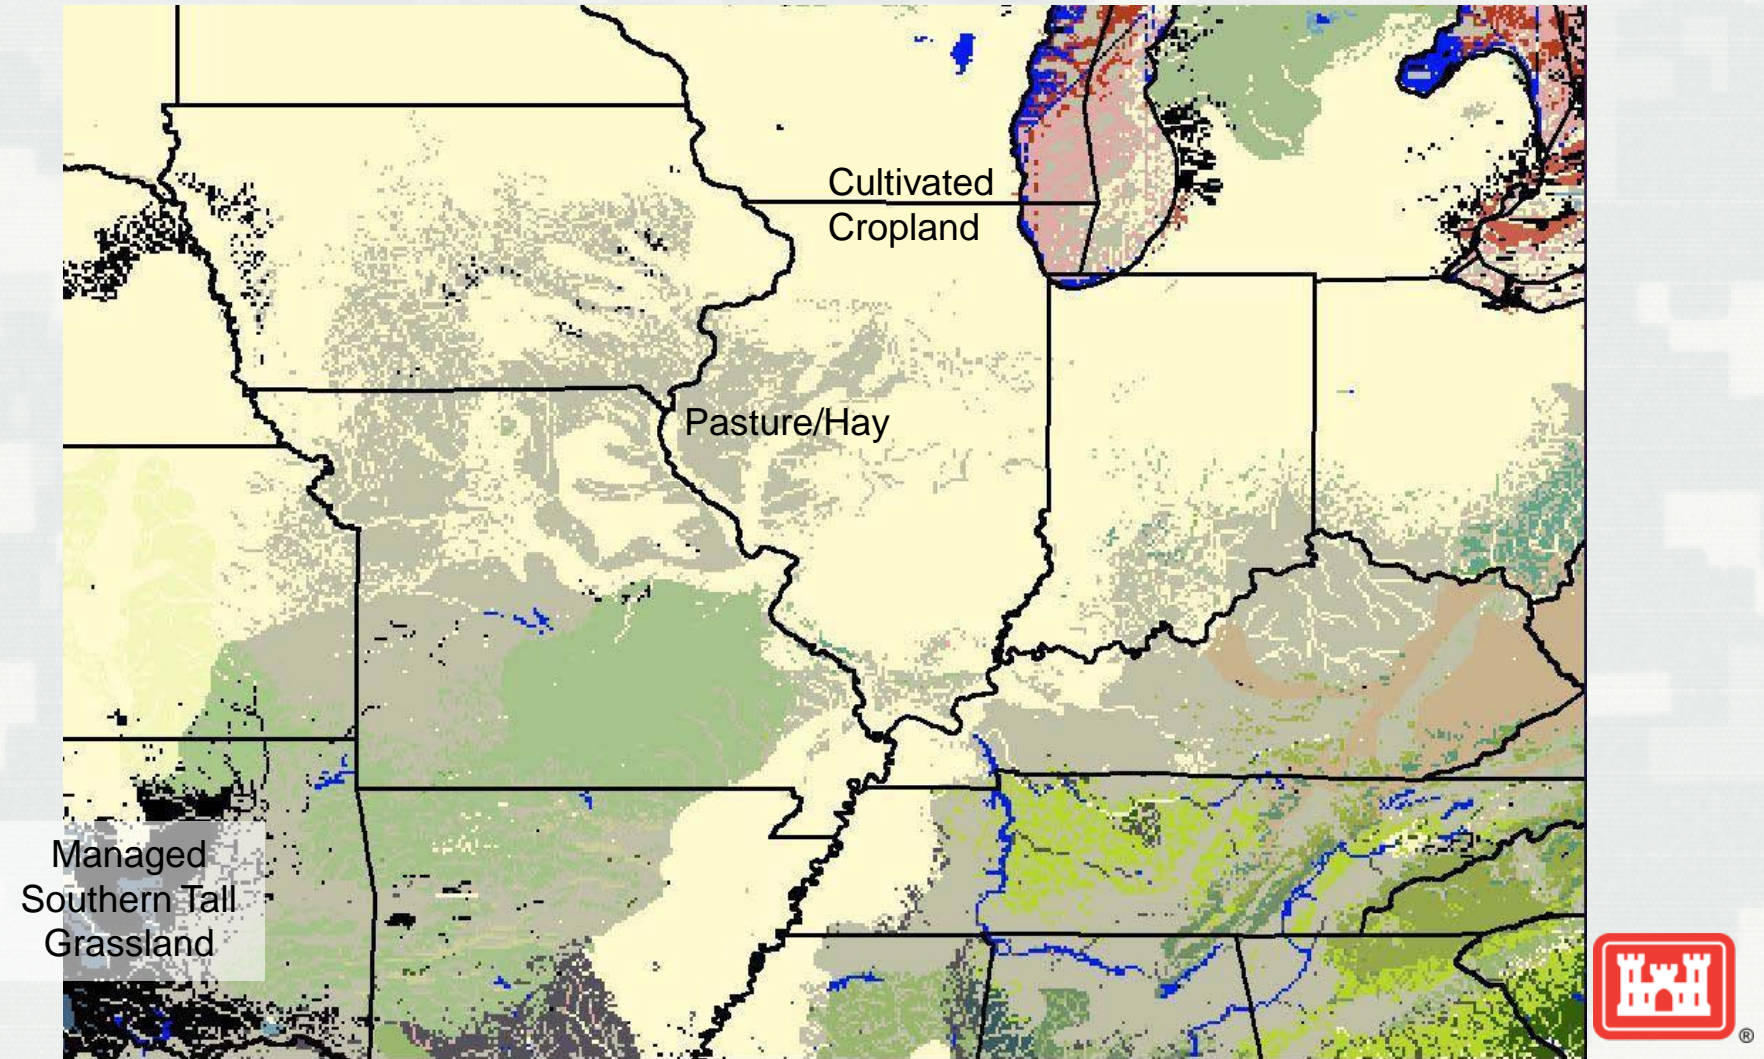 Cultivated
Cropland
Pasture/Hay
Managed
Southern Tall
Grassland
®